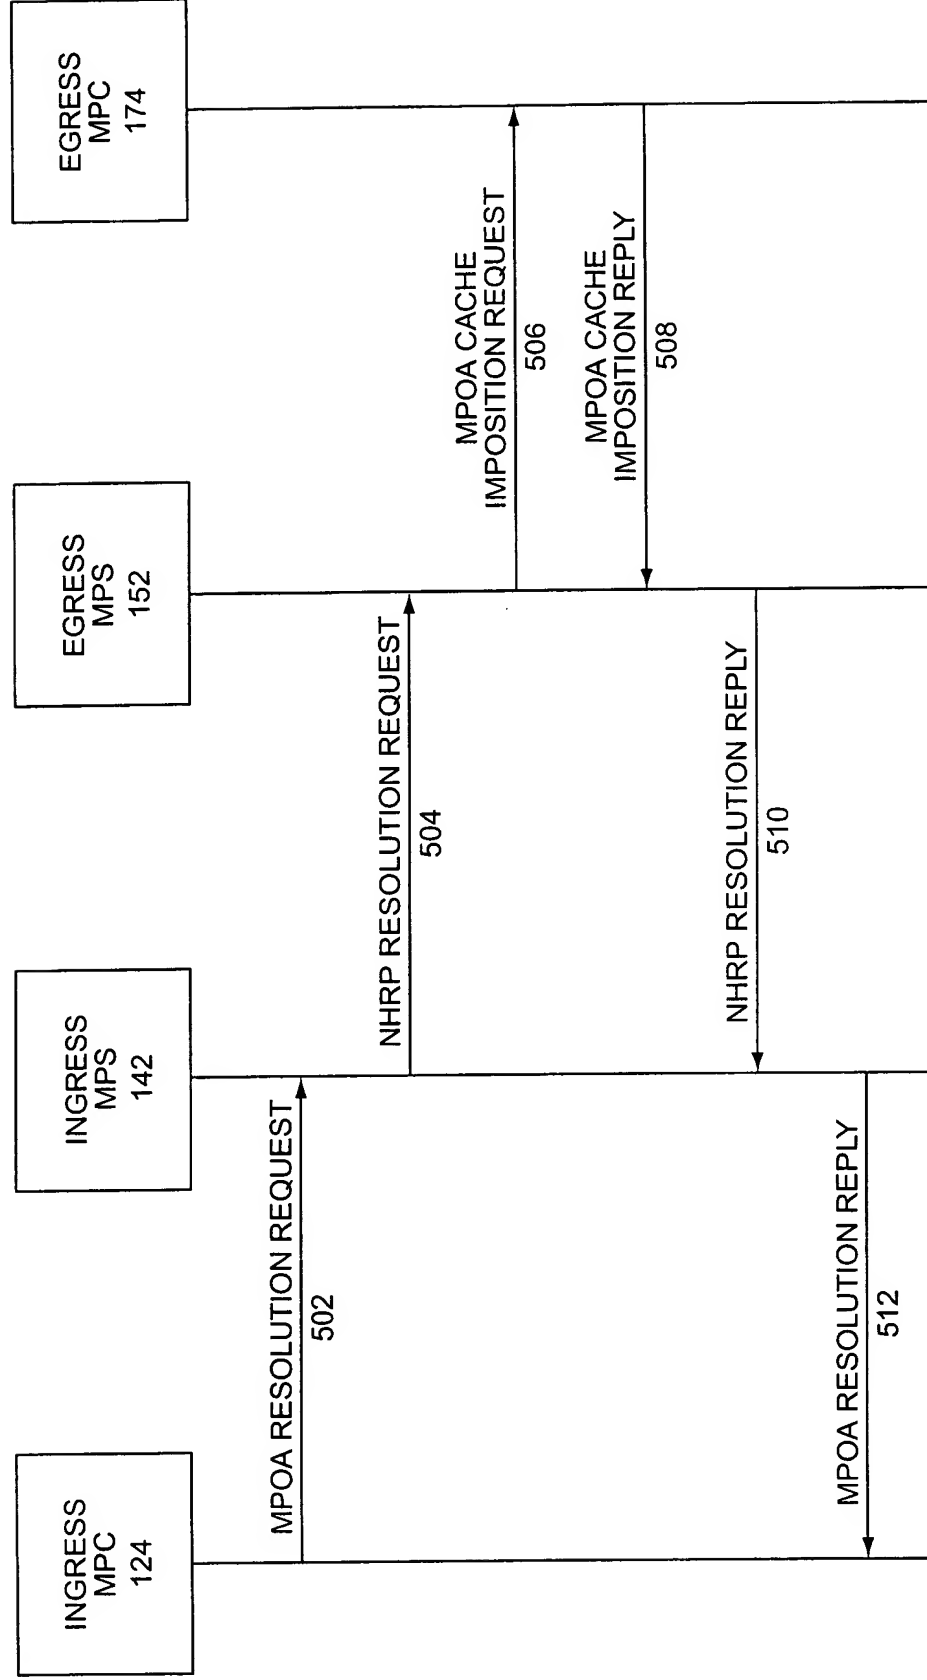 INGRESS
MPC
124
INGRESS
MPS
142
EGRESS
MPS
152
EGRESS
MPC
174
MPOA RESOLUTION REQUEST
502
NHRP RESOLUTION REQUEST
504
MPOA CACHE
IMPOSITION REQUEST
506
MPOA CACHE
IMPOSITION REPLY
508
NHRP RESOLUTION REPLY
510
MPOA RESOLUTION REPLY
512